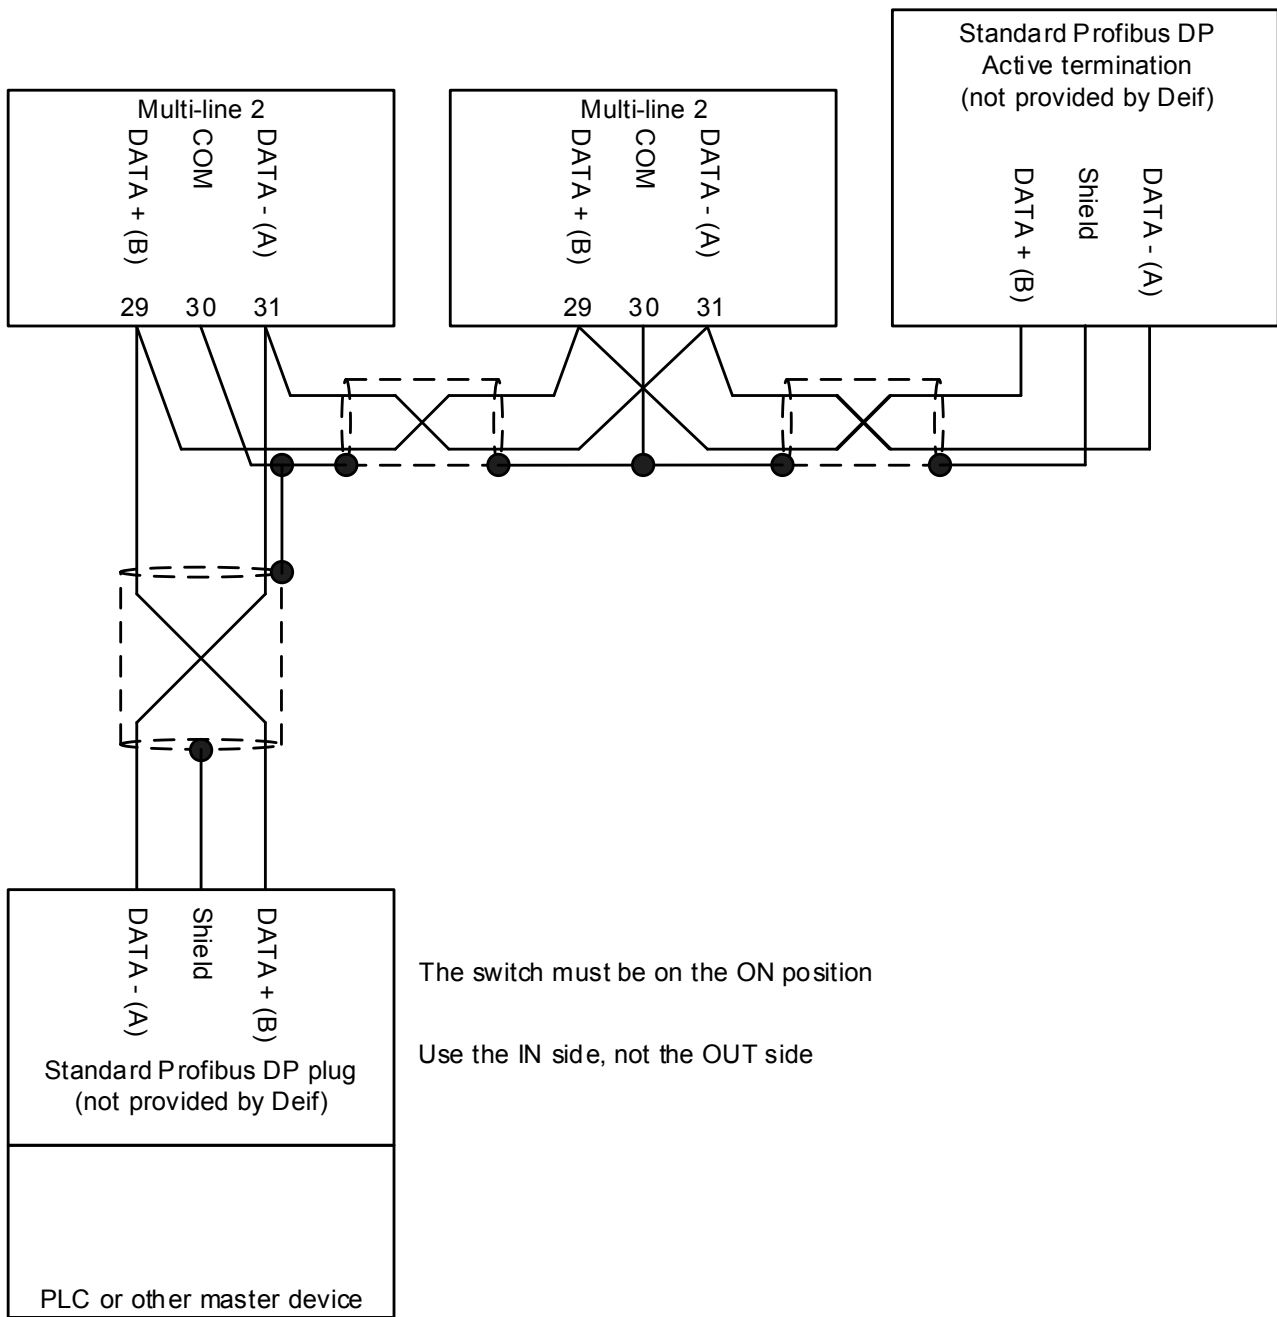 Standard Profibus DP
Active termination
(not provided by Deif)
DATA + (B)
Shield
DATA - (A)
Multi-line 2
DATA + (B)
COM
DATA - (A)
29
30
31
Multi-line 2
DATA + (B)
COM
DATA - (A)
29
30
31
DATA - (A)
Shield
DATA + (B)
Standard Profibus DP plug
(not provided by Deif)
PLC or other master device
The switch must be on the ON position
Use the IN side, not the OUT side